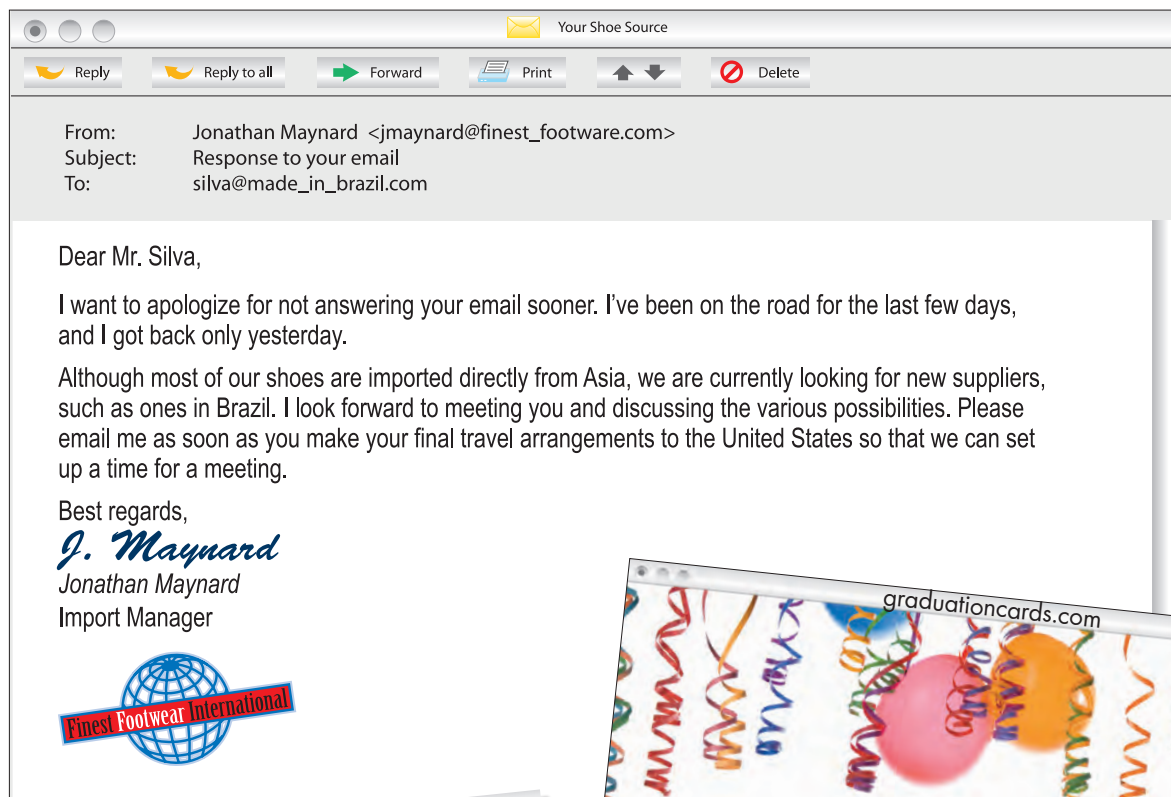 Your Shoe Source
Reply Reply to all Forward Print Delete
From: Jonathan Maynard <jmaynard@finest_footware.com>
Subject: Response to your email
To: silva@made_in_brazil.com
Dear Mr. Silva,
I want to apologize for not answering your email sooner. I've been on the road for the last few days,
and I got back only yesterday.
Although most of our shoes are imported directly from Asia, we are currently looking for new suppliers,
such as ones in Brazil. I look forward to meeting you and discussing the various possibilities. Please
email me as soon as you make your final travel arrangements to the United States so that we can set
up a time for a meeting.
Best regards,
J. Maynard
Jonathan Maynard
Import Manager
Finest Footwear International
graduationcards.com